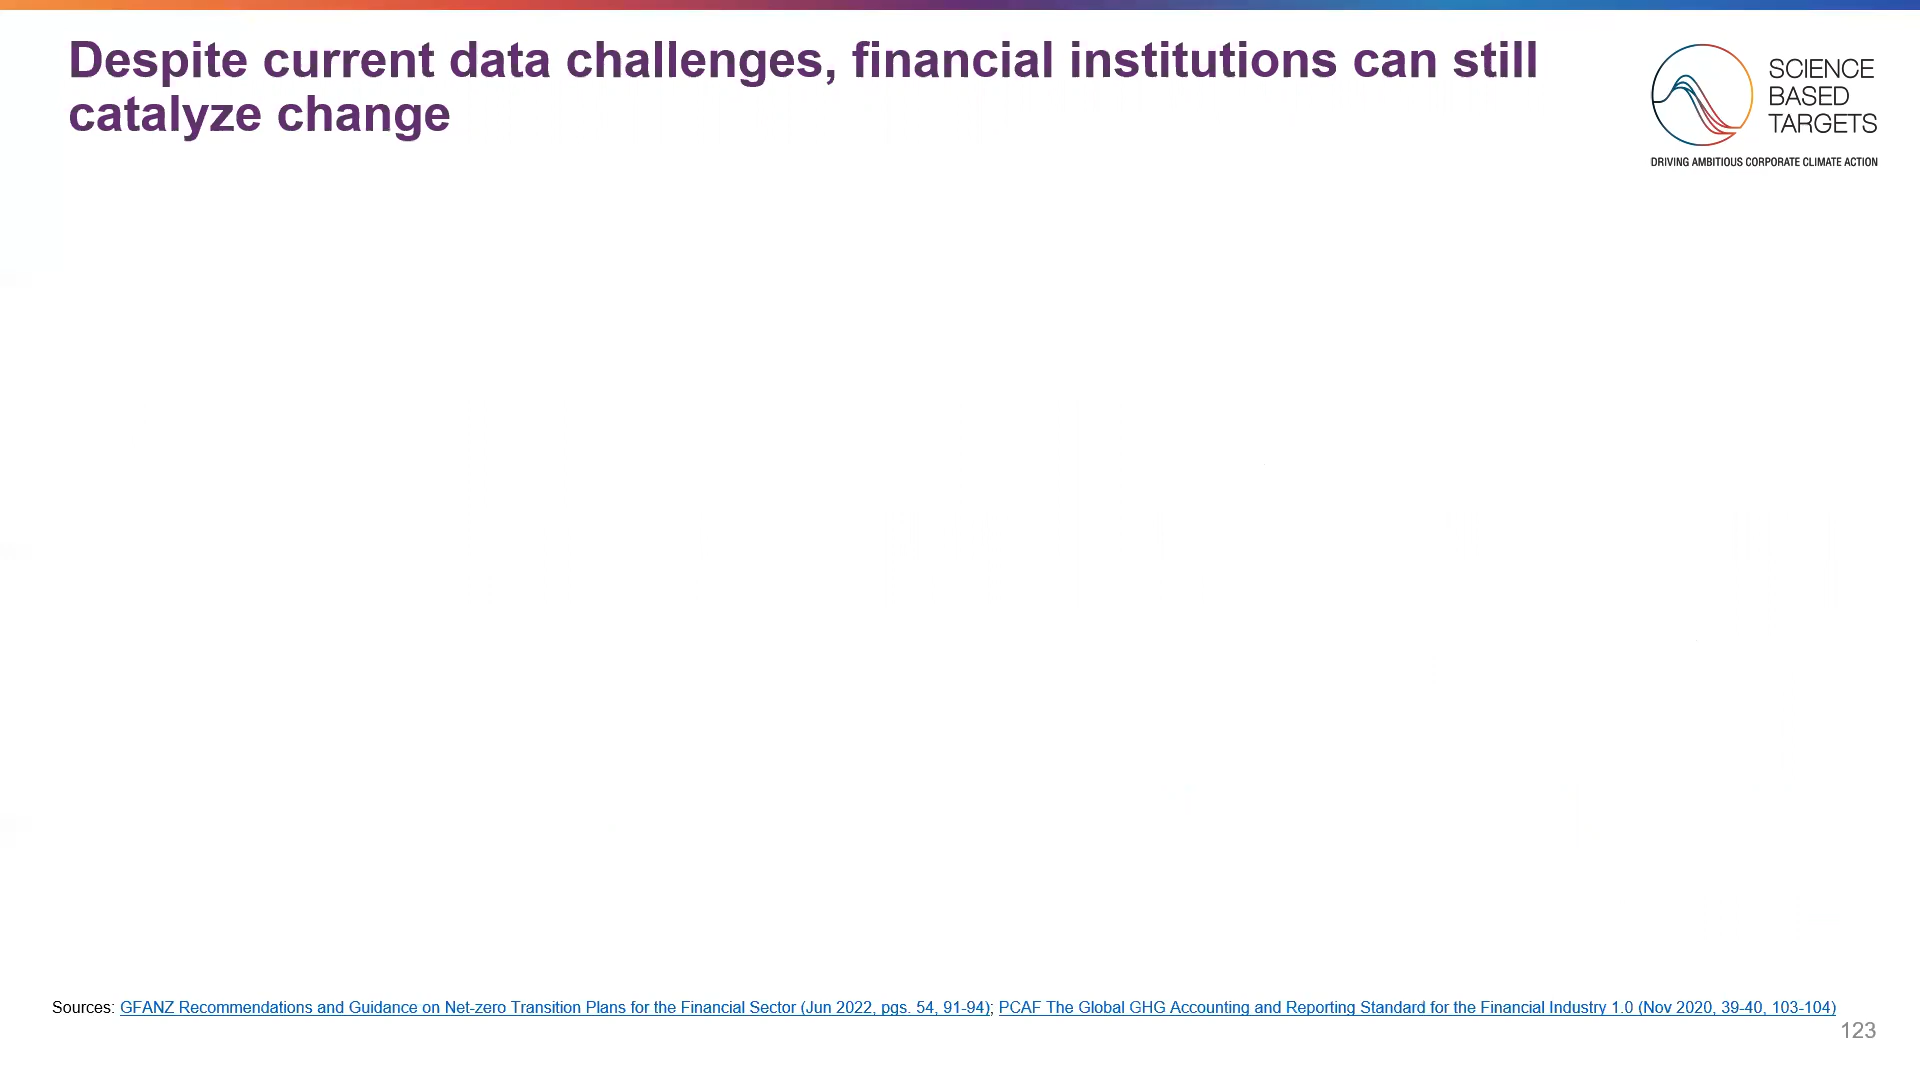 Despite current data challenges, financial institutions can still
catalyze change
SCIENCE
BASED
TARGETS
DRIVING AMBITIOUS CORPORATE CLIMATE ACTION
Sources: GFANZ Recommendations and Guidance on Net-zero Transition Plans for the Financial Sector (Jun 2022, pgs. 54, 91-94); PCAF The Global GHG Accounting and Reporting Standard for the Financial Industry 1.0 (Nov 2020, 39-40, 103-104)
123